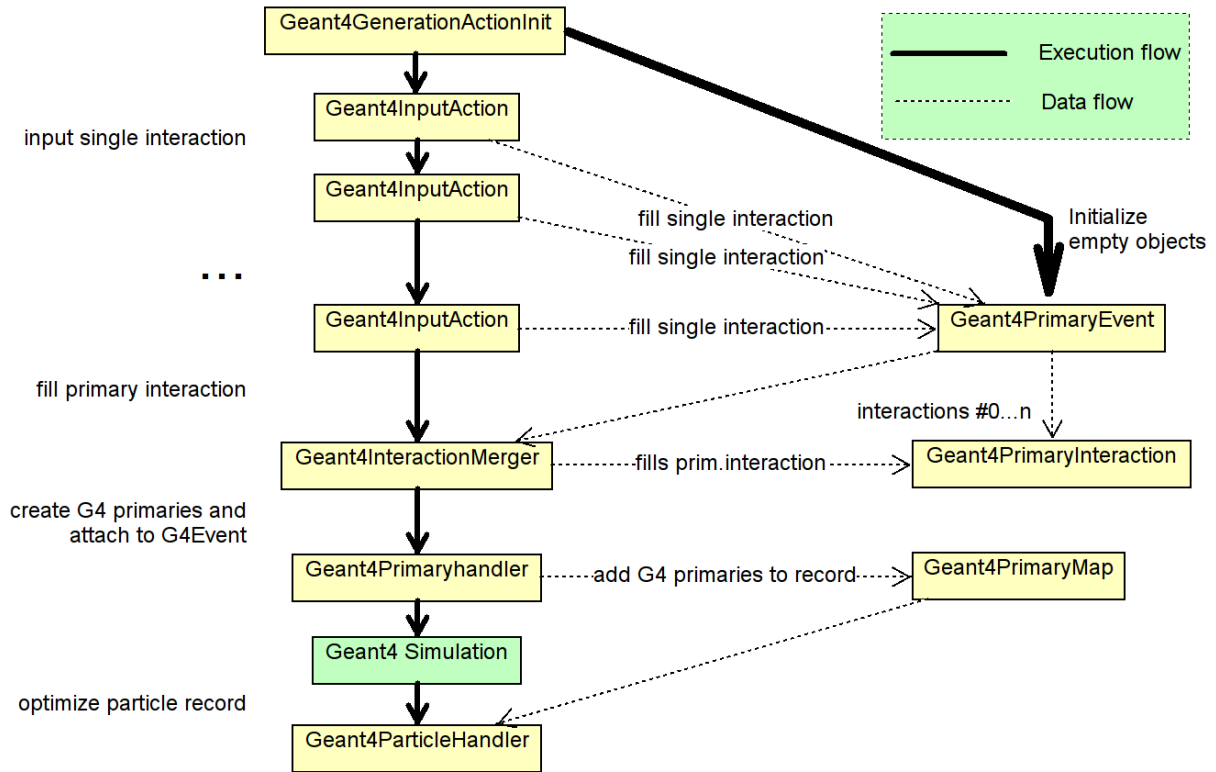 Geant4GenerationActionInit
Execution flow
Data flow
Geant4InputAction
input single interaction
Geant4InputAction
fill single interaction
Initialize
empty objects
fill single interaction
...
Geant4InputAction
fill single interaction
Geant4PrimaryEvent
fill primary interaction
interactions #0...n
Geant4InteractionMerger
fills prim.interaction
Geant4PrimaryInteraction
create G4 primaries and
attach to G4Event
Geant4Primaryhandler
add G4 primaries to record
Geant4PrimaryMap
Geant4 Simulation
optimize particle record
Geant4ParticleHandler